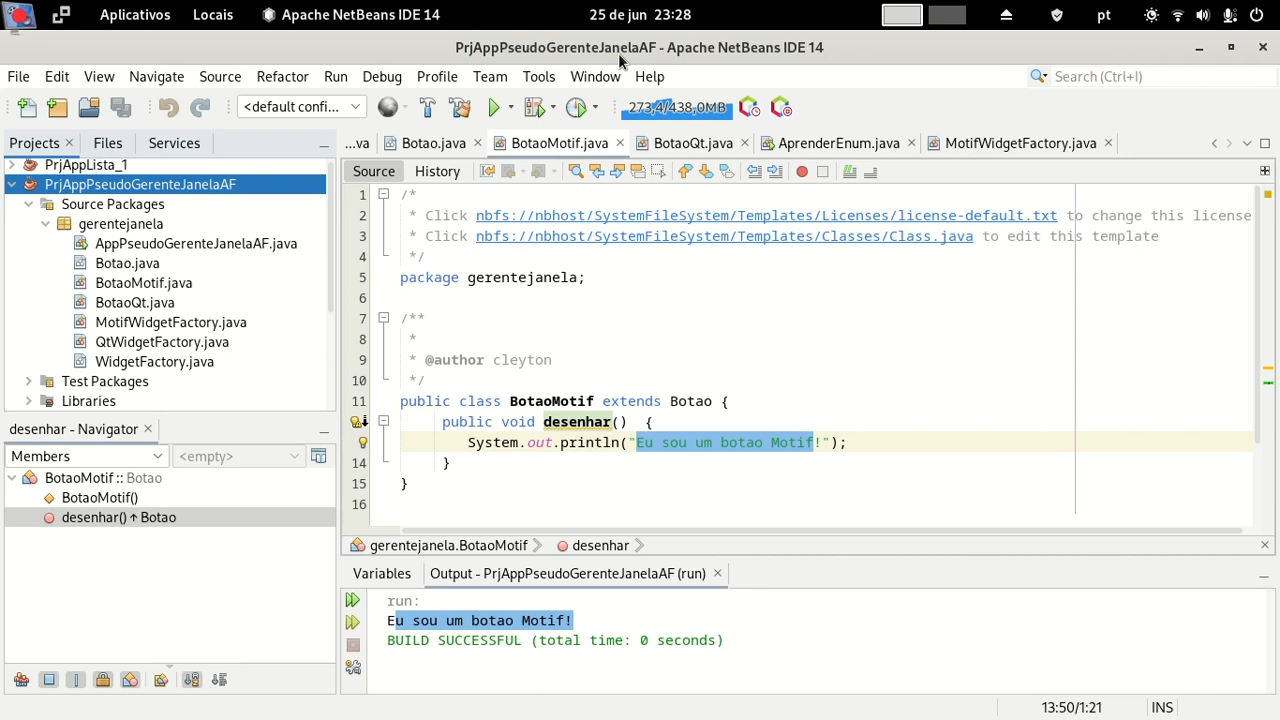 Aplicativos Locais Apache NetBeans IDE 14 25 de jun 23:28 pt
PrjAppPseudoGerenteJanelaAF - Apache NetBeans IDE 14
File Edit View Navigate Source Refactor Run Debug Profile Team Tools Window Help Search (Ctrl+I)
<default confi... 273,4/438,0MB
Projects Files Services
...va Botao.java BotaoMotif.java BotaoQt.java AprenderEnum.java MotifWidgetFactory.java
Source History
PrjAppLista_1
PrjAppPseudoGerenteJanelaAF
Source Packages
gerentejanela
AppPseudoGerenteJanelaAF.java
Botao.java
BotaoMotif.java
BotaoQt.java
MotifWidgetFactory.java
QtWidgetFactory.java
WidgetFactory.java
Test Packages
Libraries
1 /*
2 * Click nbfs://nbhost/SystemFileSystem/Templates/Licenses/license-default.txt to change this license
3 * Click nbfs://nbhost/SystemFileSystem/Templates/Classes/Class.java to edit this template
4 */
5 package gerentejanela;
6
7 /**
8 *
9 * @author cleyton
10 */
11 public class BotaoMotif extends Botao {
public void desenhar() {
System.out.println("Eu sou um botao Motif!");
14 }
15 }
16
gerentejanela.BotaoMotif desenhar
desenhar - Navigator
Members <empty>
BotaoMotif :: Botao
BotaoMotif()
desenhar() ↑ Botao
Variables Output - PrjAppPseudoGerenteJanelaAF (run)
run:
Eu sou um botao Motif!
BUILD SUCCESSFUL (total time: 0 seconds)
13:50/1:21 INS